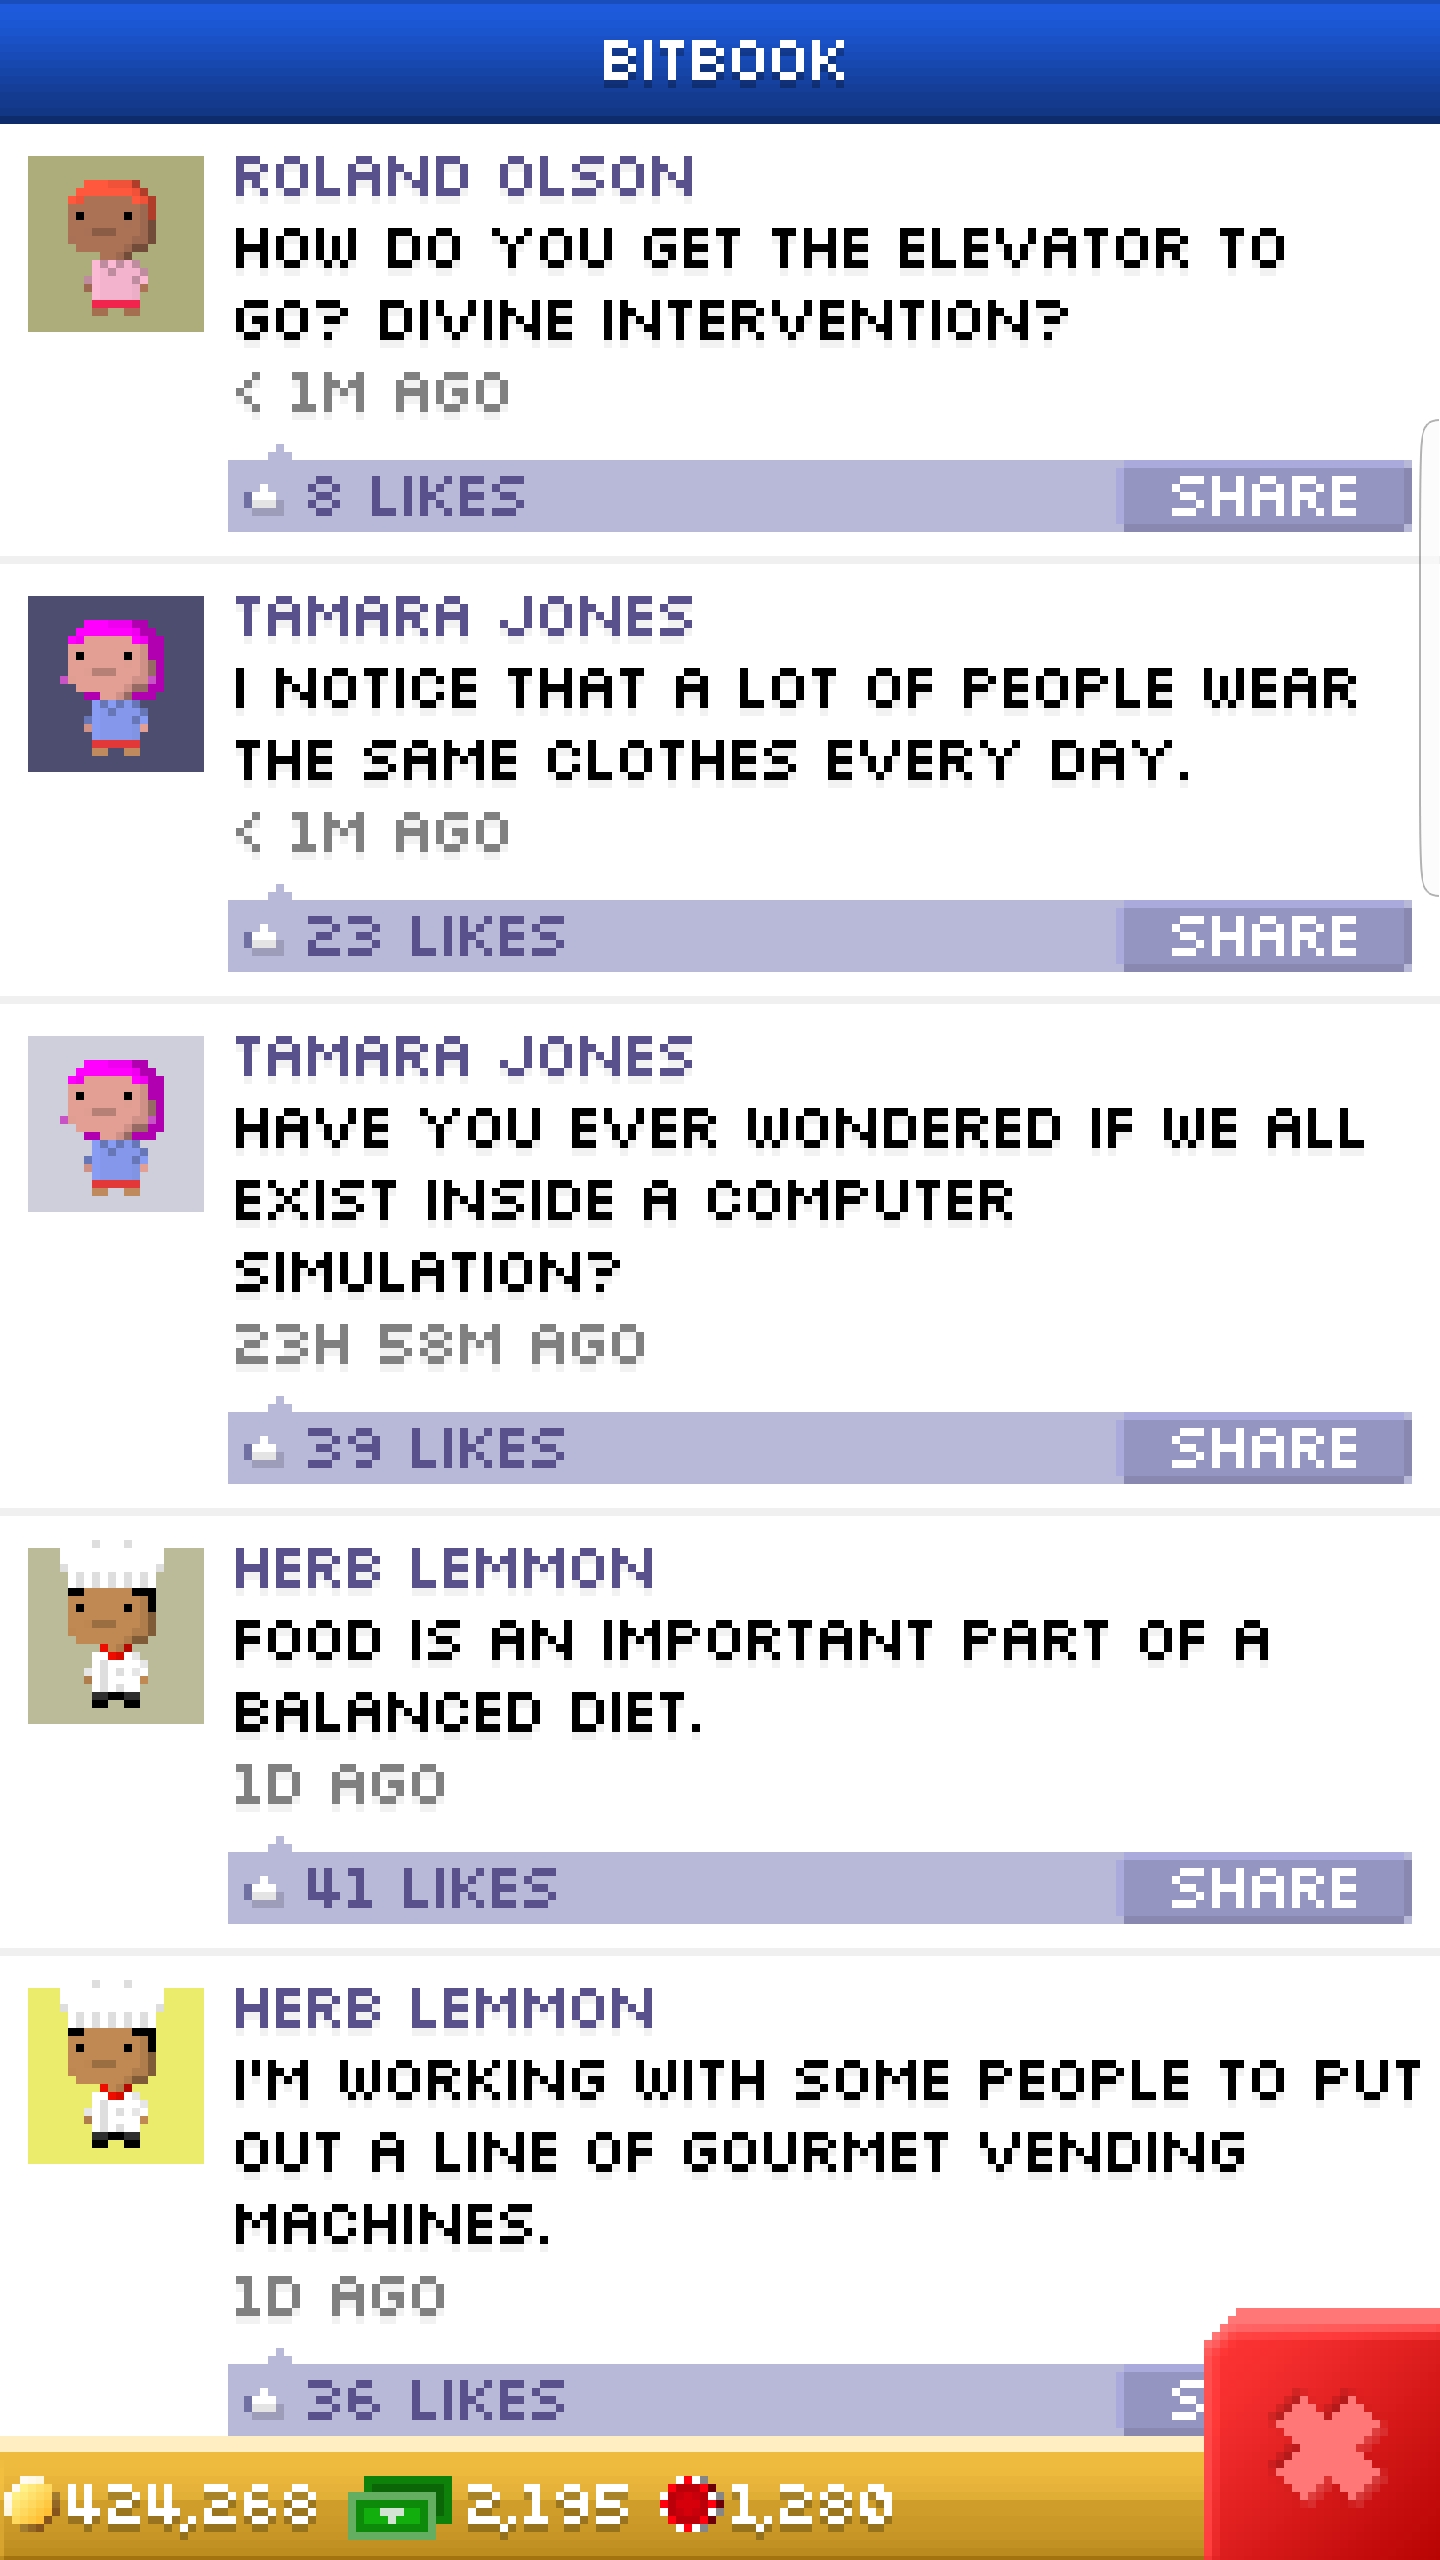 BITBOOK
ROLAND OLSON
HOW DO YOU GET THE ELEVATOR TO
GO? DIVINE INTERVENTION?
< 1M AGO
8 LIKES SHARE
TAMARA JONES
I NOTICE THAT A LOT OF PEOPLE WEAR
THE SAME CLOTHES EVERY DAY.
< 1M AGO
23 LIKES SHARE
TAMARA JONES
HAVE YOU EVER WONDERED IF WE ALL
EXIST INSIDE A COMPUTER
SIMULATION?
23H 58M AGO
39 LIKES SHARE
HERB LEMMON
FOOD IS AN IMPORTANT PART OF A
BALANCED DIET.
1D AGO
41 LIKES SHARE
HERB LEMMON
I'M WORKING WITH SOME PEOPLE TO PUT
OUT A LINE OF GOURMET VENDING
MACHINES.
1D AGO
36 LIKES S
424,268 2,195 1,280